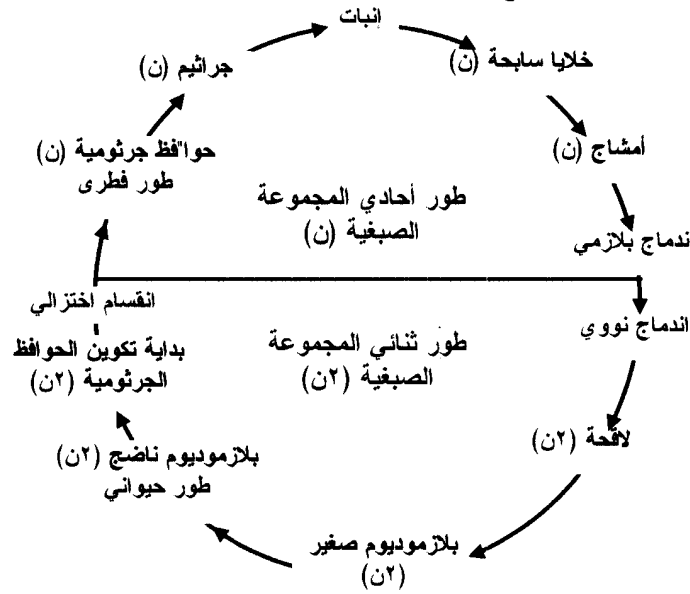 إنبات
خلايا سابحة (ن)
أمشاج (ن)
ندماج بلازمي
اندماج نووي
لاقحة (٢ن)
بلازموديوم صغير
(٢ن)
بلازموديوم ناضج (٢ن)
طور حيواني
بداية تكوين الحوافظ
الجرثومية (٢ن)
انقسام اختزالي
حوا"فظ جرثومية (ن)
طور فطرى
جراثيم (ن)
طور أحادي المجموعة
الصبغية (ن)
طور ثنائي المجموعة
الصبغية (٢ن)